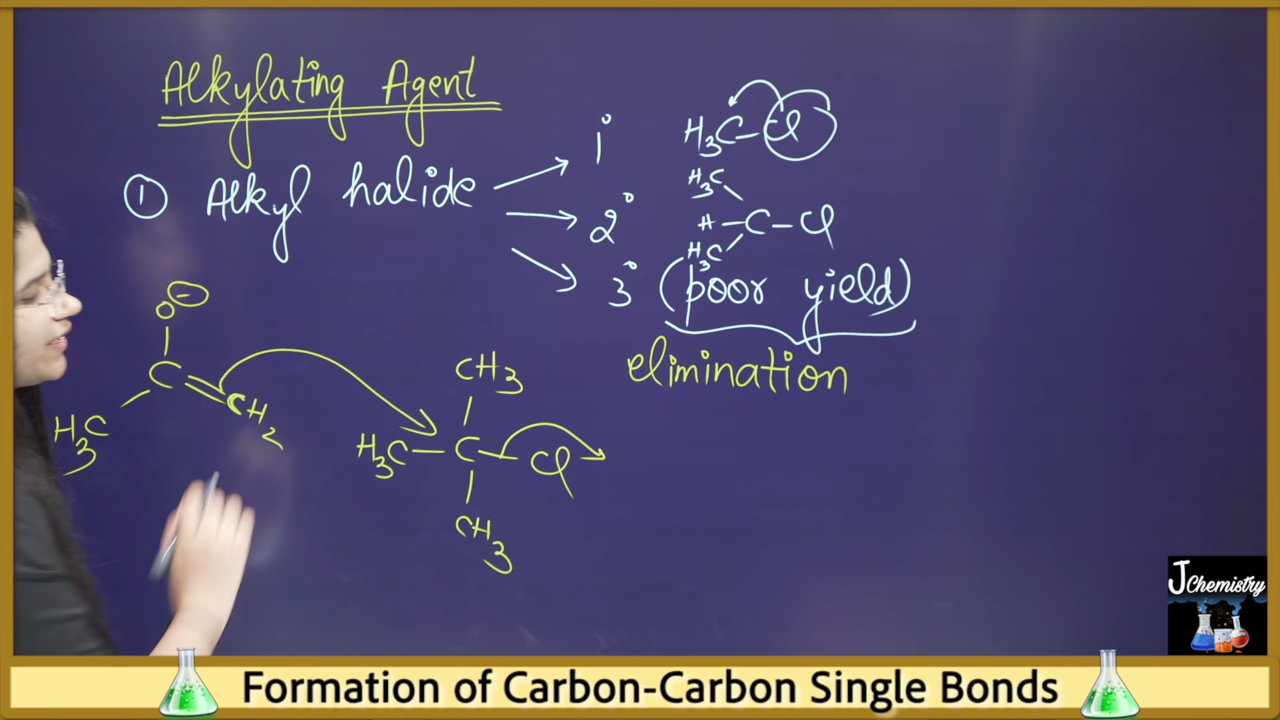 Alkylating Agent
① Alkyl halide
1°
H₃C–Cl
2°
H₃C
H–C–Cl
H₃C
3° (poor yield)
elimination
O⊖
C=CH₂
H₃C
CH₃
H₃C–C–Cl
CH₃
J Chemistry
Formation of Carbon-Carbon Single Bonds